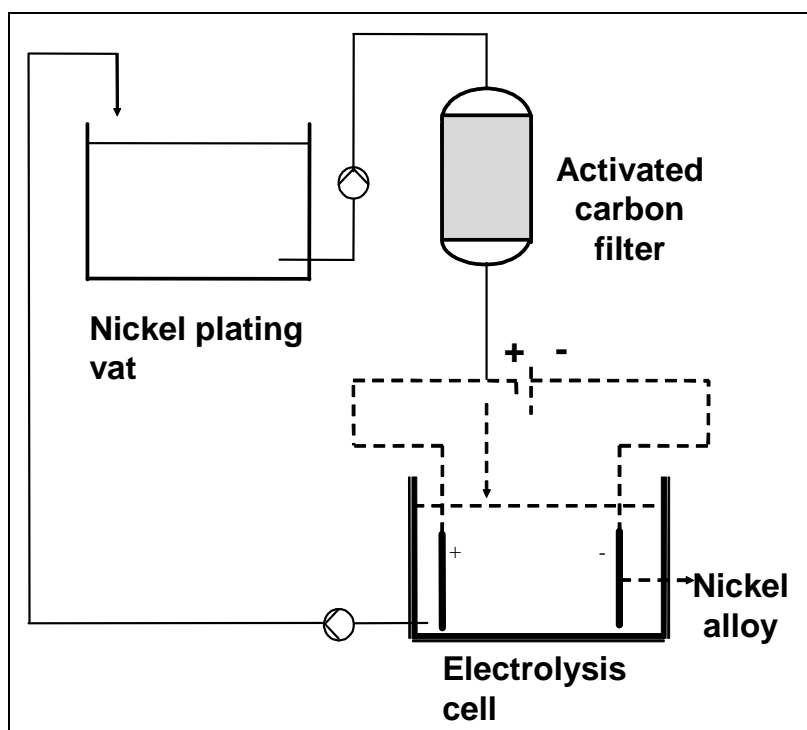 Activated
carbon
filter
Nickel plating
vat
+ -
+ -
Nickel
alloy
Electrolysis
cell